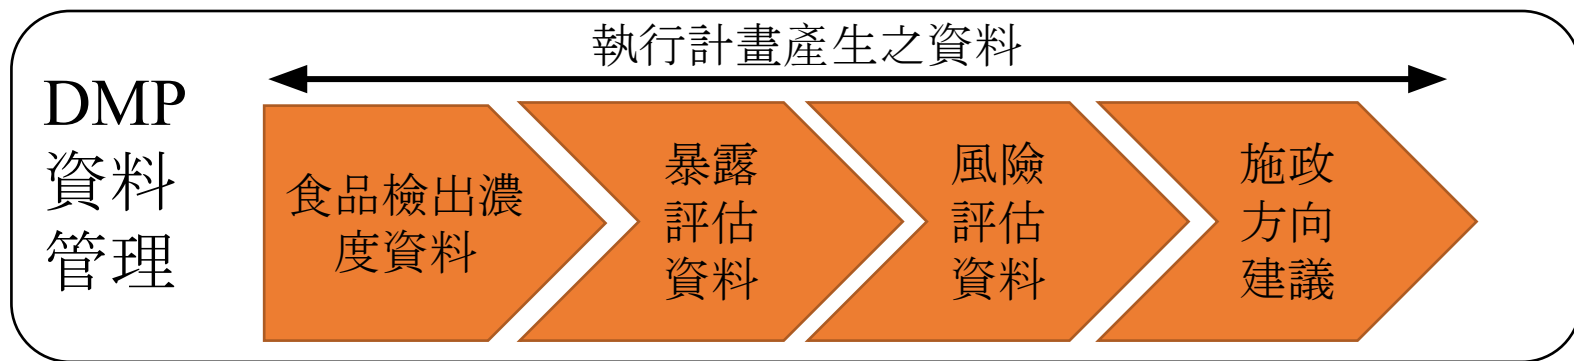 執行計畫產生之資料
DMP
資料
管理
食品檢出濃
度資料
暴露
評估
資料
風險
評估
資料
施政
方向
建議